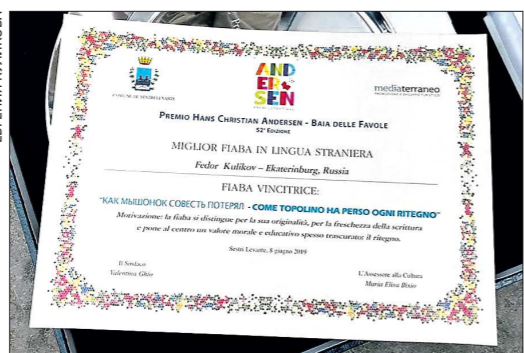 COMUNE DI SESTRI LEVANTE
AND
ER
SEN
mediaterraneo
PREMIO HANS CHRISTIAN ANDERSEN - BAIA DELLE FAVOLE
52ª EDIZIONE
MIGLIOR FIABA IN LINGUA STRANIERA
Fedor Kulikov – Ekaterinburg, Russia
FIABA VINCITRICE:
"КАК МЫШОНОК СОВЕСТЬ ПОТЕРЯЛ - COME TOPOLINO HA PERSO OGNI RITEGNO"
Motivazione: la fiaba si distingue per la sua originalità, per la freschezza della scrittura
e pone al centro un valore morale e educativo spesso trascurato: il ritegno.
Sestri Levante, 8 giugno 2019
Il Sindaco
Valentina Ghio
L'Assessore alla Cultura
Maria Elisa Bixio